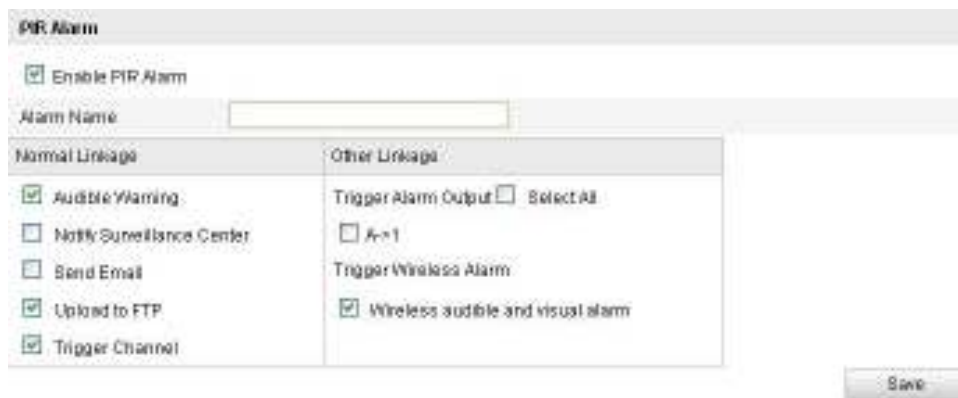 PIR Alarm
Enable PIR Alarm
Alarm Name
Normal Linkage
Other Linkage
Audible Warning
Trigger Alarm Output Select All
Notify Surveillance Center
A->1
Send Email
Trigger Wireless Alarm
Upload to FTP
Wireless audible and visual alarm
Trigger Channel
Save